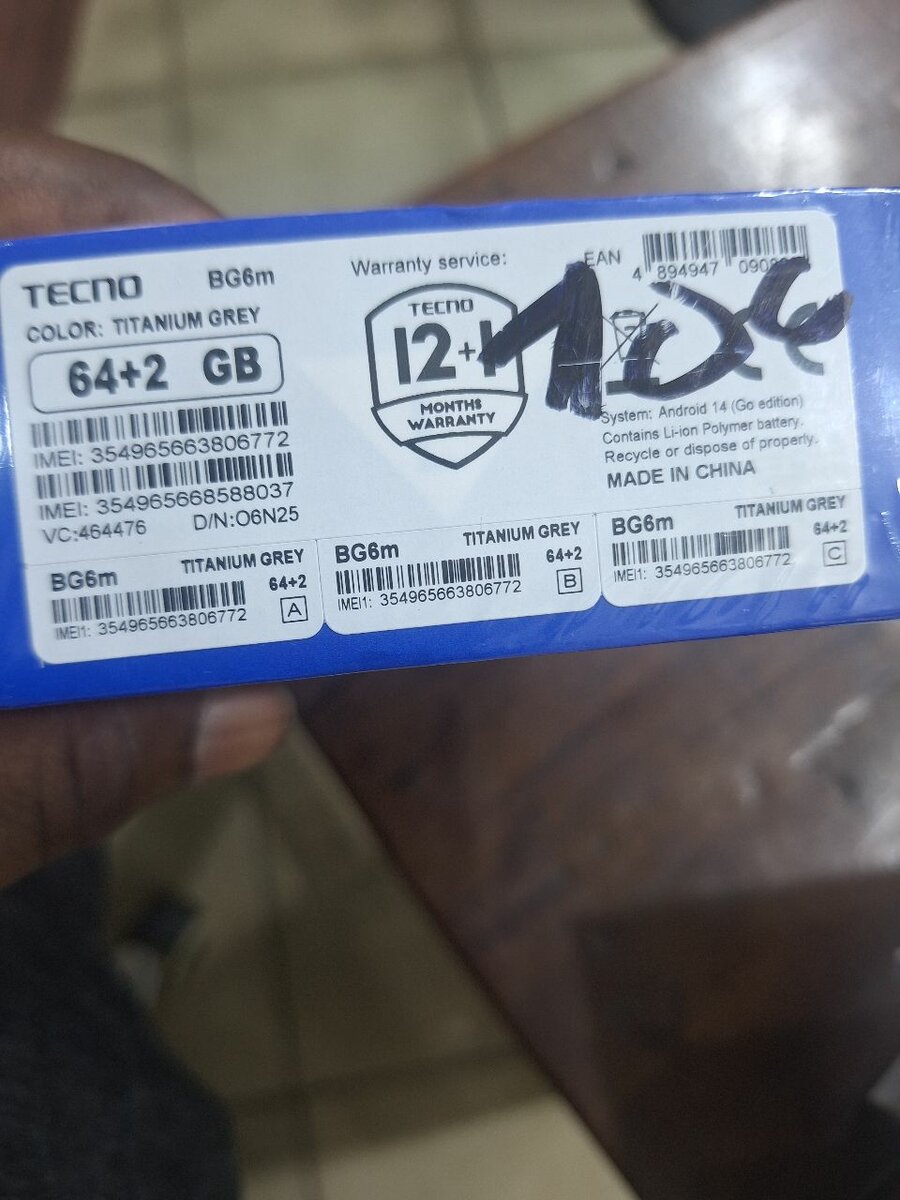 TECNO BG6m
COLOR: TITANIUM GREY
64+2 GB
IMEI: 354965663806772
IMEI: 354965668588037
VC:464476 D/N:O6N25
Warranty service:
TECNO
12+1
MONTHS
WARRANTY
EAN
4 894947 090
System: Android 14 (Go edition)
Contains Li-ion Polymer battery.
Recycle or dispose of properly.
MADE IN CHINA
BG6m TITANIUM GREY
64+2
IMEI1: 354965663806772 A
BG6m TITANIUM GREY
64+2
IMEI1: 354965663806772 B
BG6m TITANIUM GREY
64+2
IMEI1: 354965663806772 C